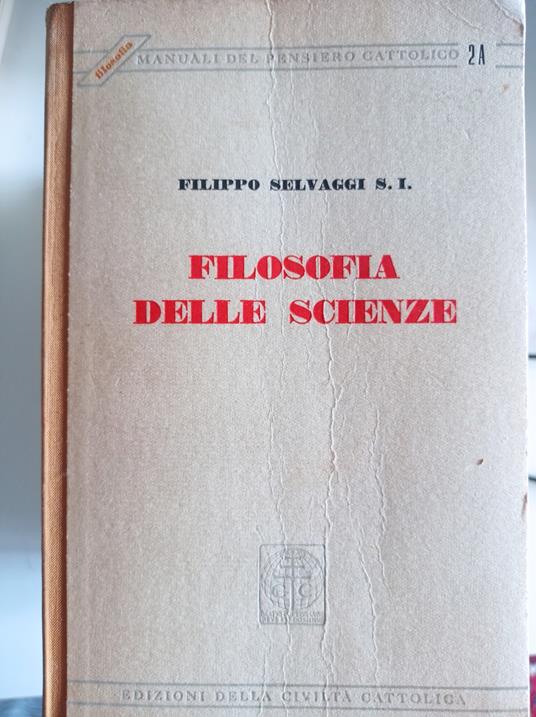 filosofia
MANUALI DEL PENSIERO CATTOLICO 2A
FILIPPO SELVAGGI S. I.
FILOSOFIA
DELLE SCIENZE
C C
EDIZIONI DELLA CIVILTÀ CATTOLICA